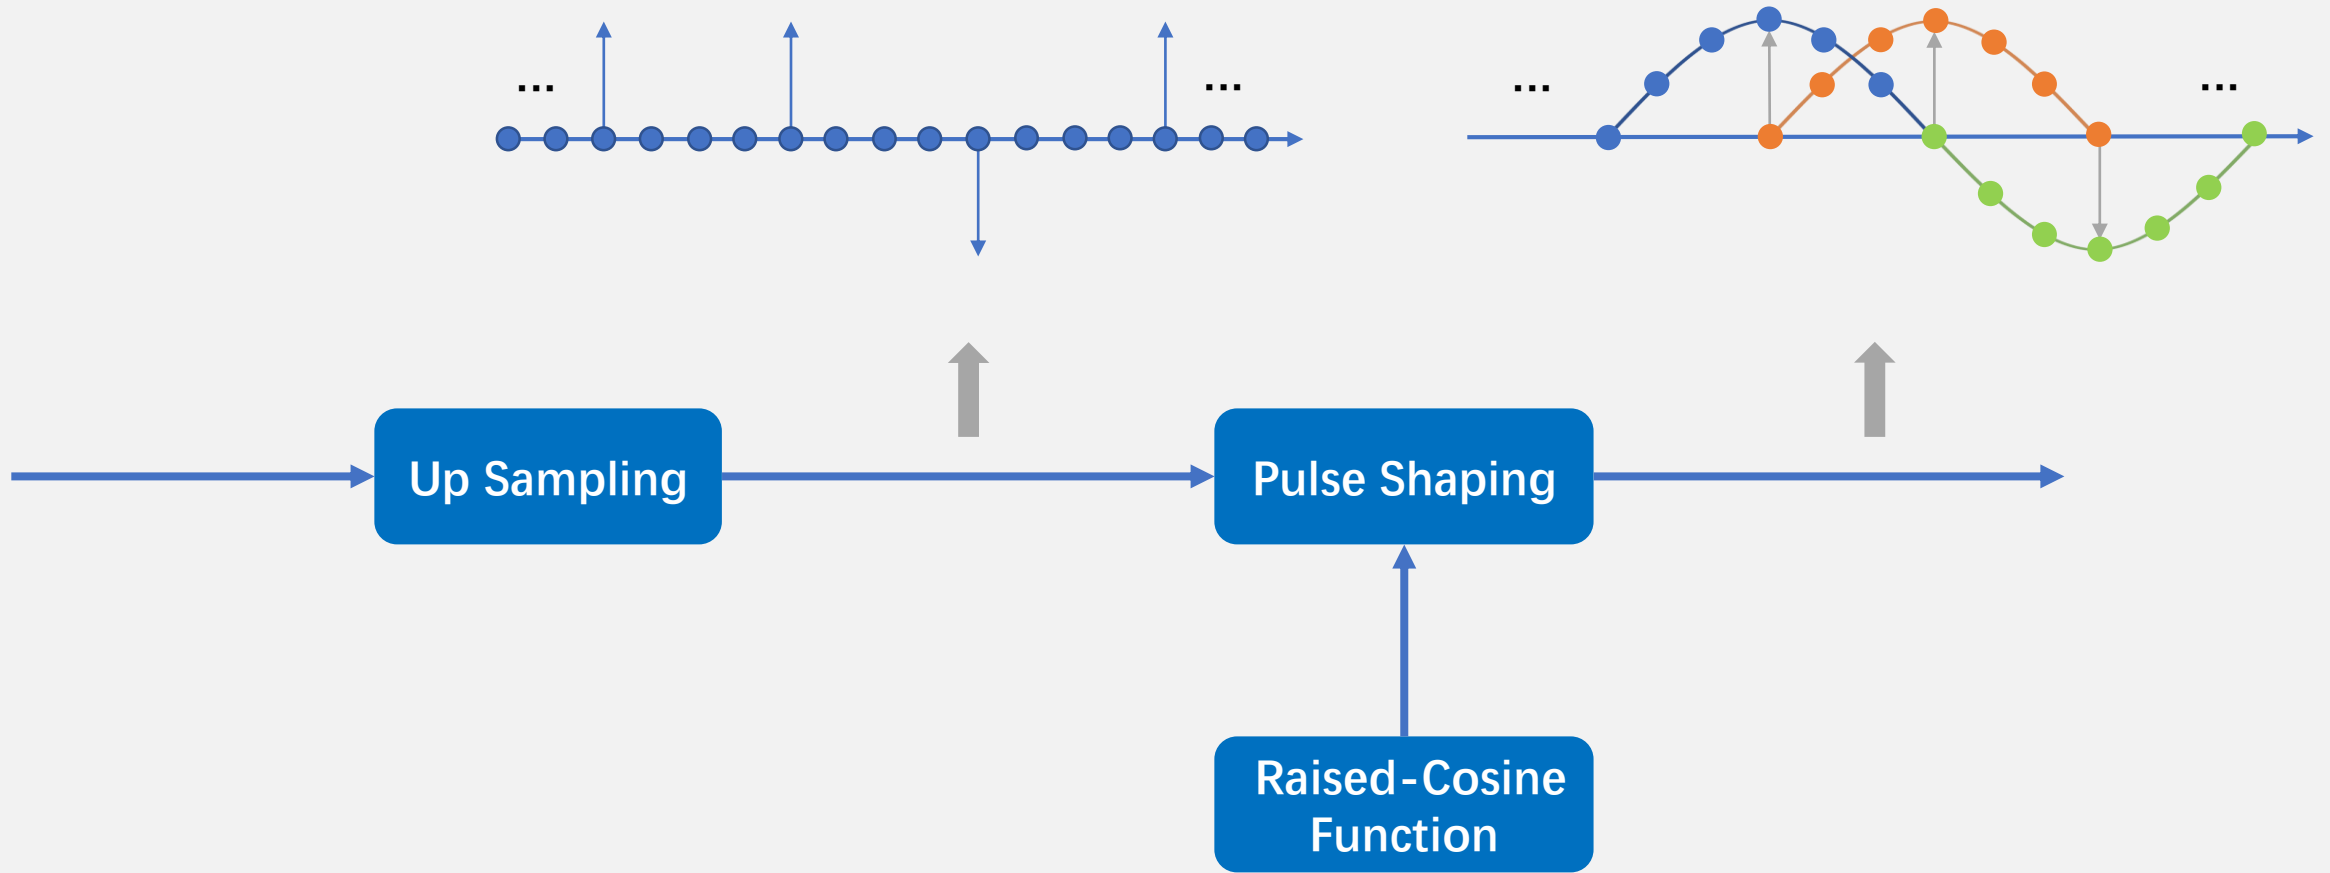 ...
...
...
...
Up Sampling
Pulse Shaping
Raised-Cosine
Function